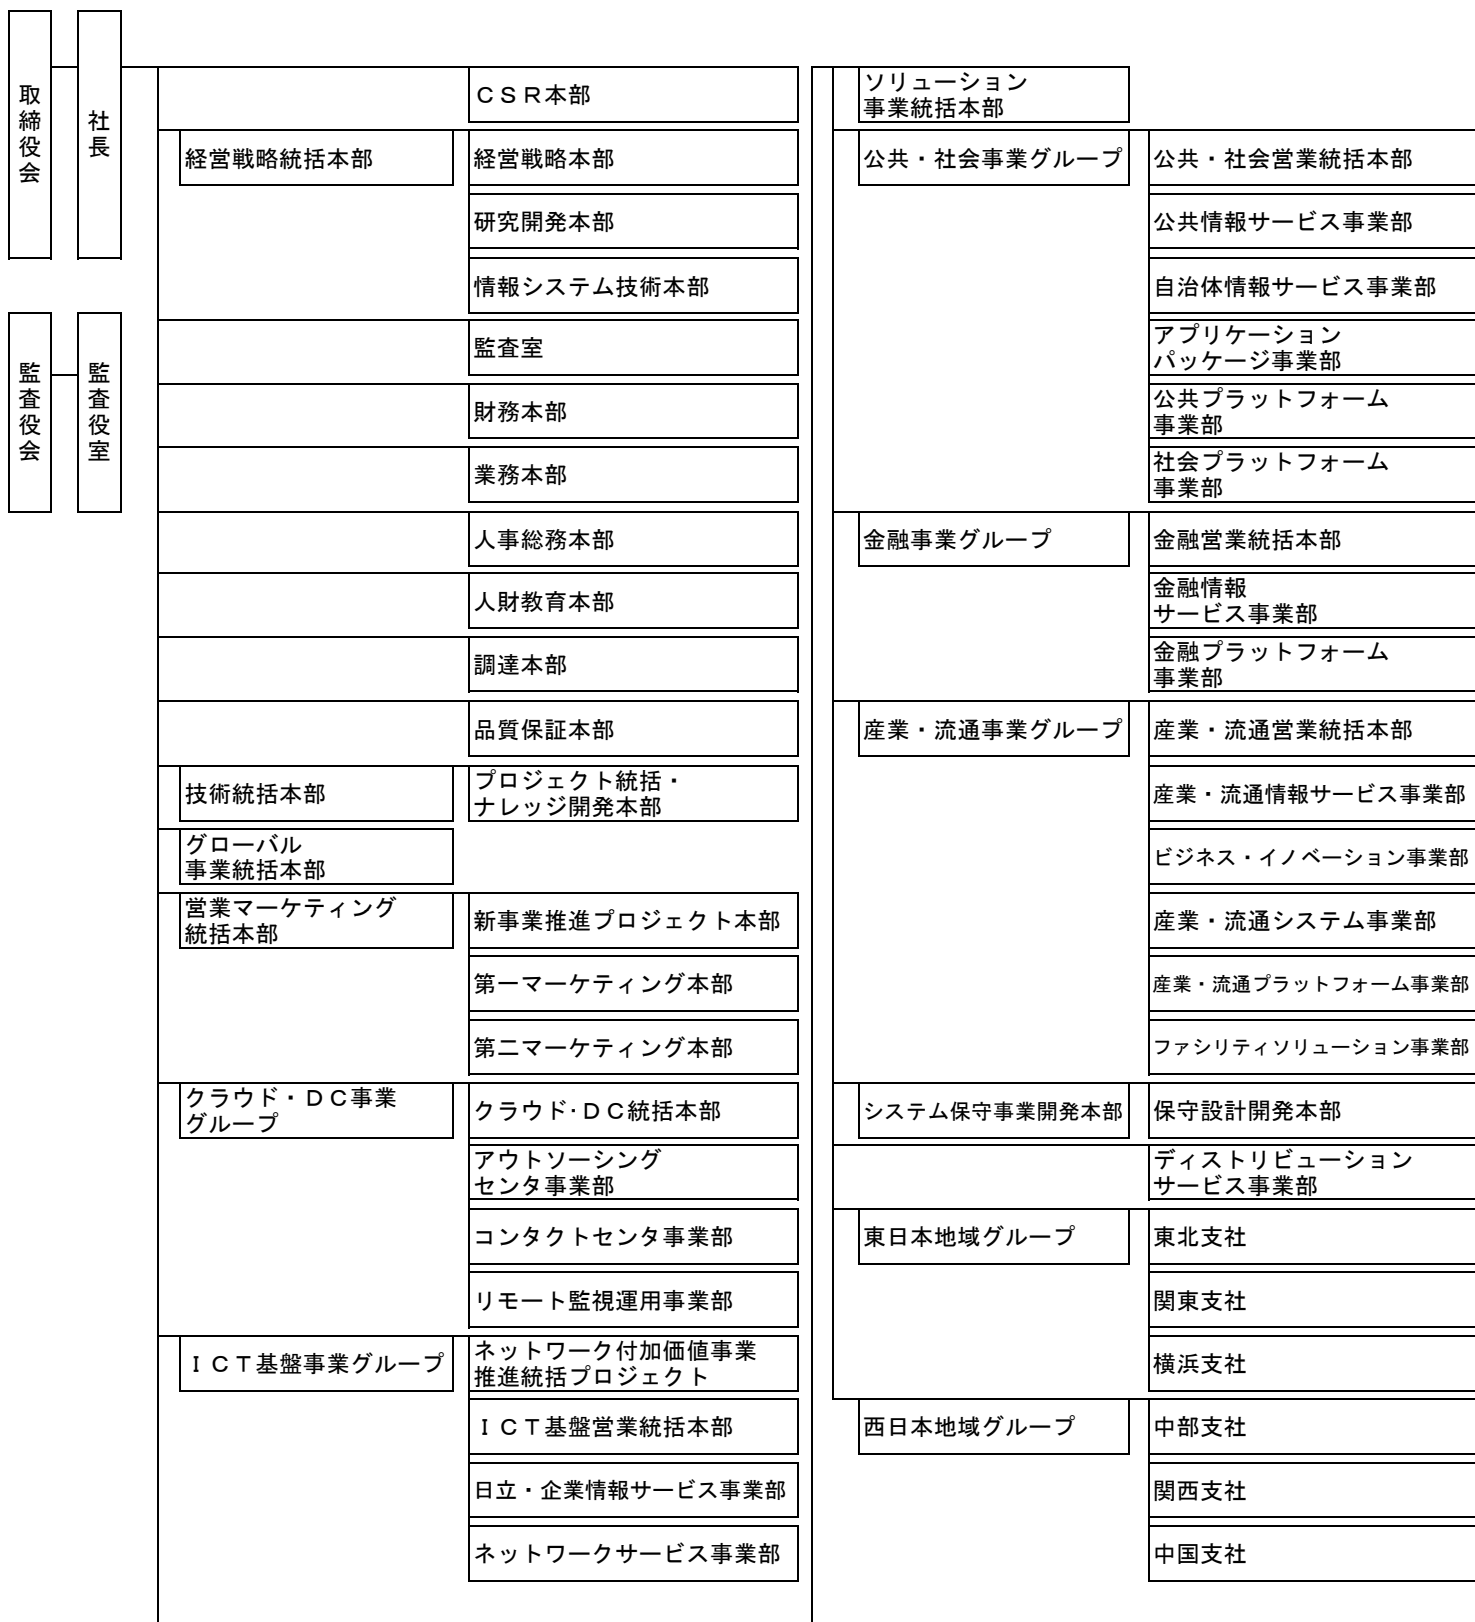 取締役会
社長
監査役会
監査役室
ＣＳＲ本部
経営戦略統括本部
経営戦略本部
研究開発本部
情報システム技術本部
監査室
財務本部
業務本部
人事総務本部
人財教育本部
調達本部
品質保証本部
技術統括本部
プロジェクト統括・
ナレッジ開発本部
グローバル
事業統括本部
営業マーケティング
統括本部
新事業推進プロジェクト本部
第一マーケティング本部
第二マーケティング本部
クラウド・ＤＣ事業
グループ
クラウド･ＤＣ統括本部
アウトソーシング
センタ事業部
コンタクトセンタ事業部
リモート監視運用事業部
ＩＣＴ基盤事業グループ
ネットワーク付加価値事業
推進統括プロジェクト
ＩＣＴ基盤営業統括本部
日立・企業情報サービス事業部
ネットワークサービス事業部
ソリューション
事業統括本部
公共・社会事業グループ
公共・社会営業統括本部
公共情報サービス事業部
自治体情報サービス事業部
アプリケーション
パッケージ事業部
公共プラットフォーム
事業部
社会プラットフォーム
事業部
金融事業グループ
金融営業統括本部
金融情報
サービス事業部
金融プラットフォーム
事業部
産業・流通事業グループ
産業・流通営業統括本部
産業・流通情報サービス事業部
ビジネス・イノベーション事業部
産業・流通システム事業部
産業・流通プラットフォーム事業部
ファシリティソリューション事業部
システム保守事業開発本部
保守設計開発本部
ディストリビューション
サービス事業部
東日本地域グループ
東北支社
関東支社
横浜支社
西日本地域グループ
中部支社
関西支社
中国支社